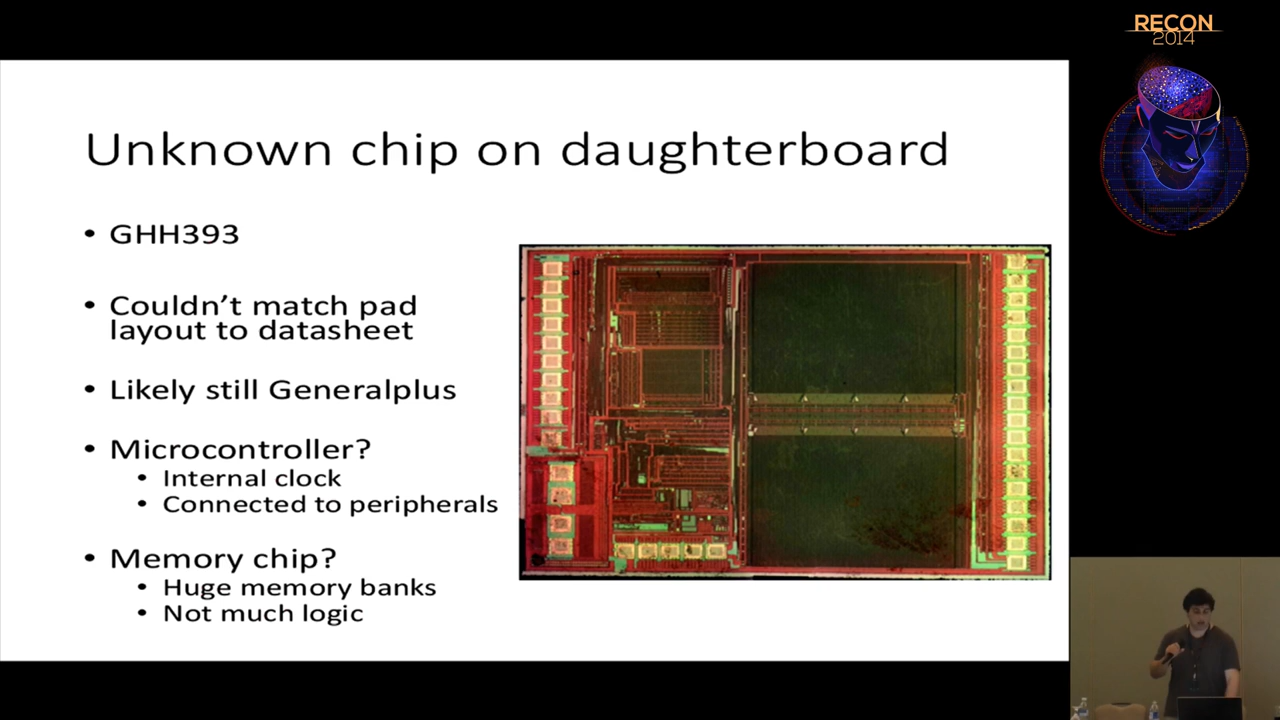 RECON
2014
Unknown chip on daughterboard
• GHH393
• Couldn’t match pad
layout to datasheet
• Likely still Generalplus
• Microcontroller?
• Internal clock
• Connected to peripherals
• Memory chip?
• Huge memory banks
• Not much logic